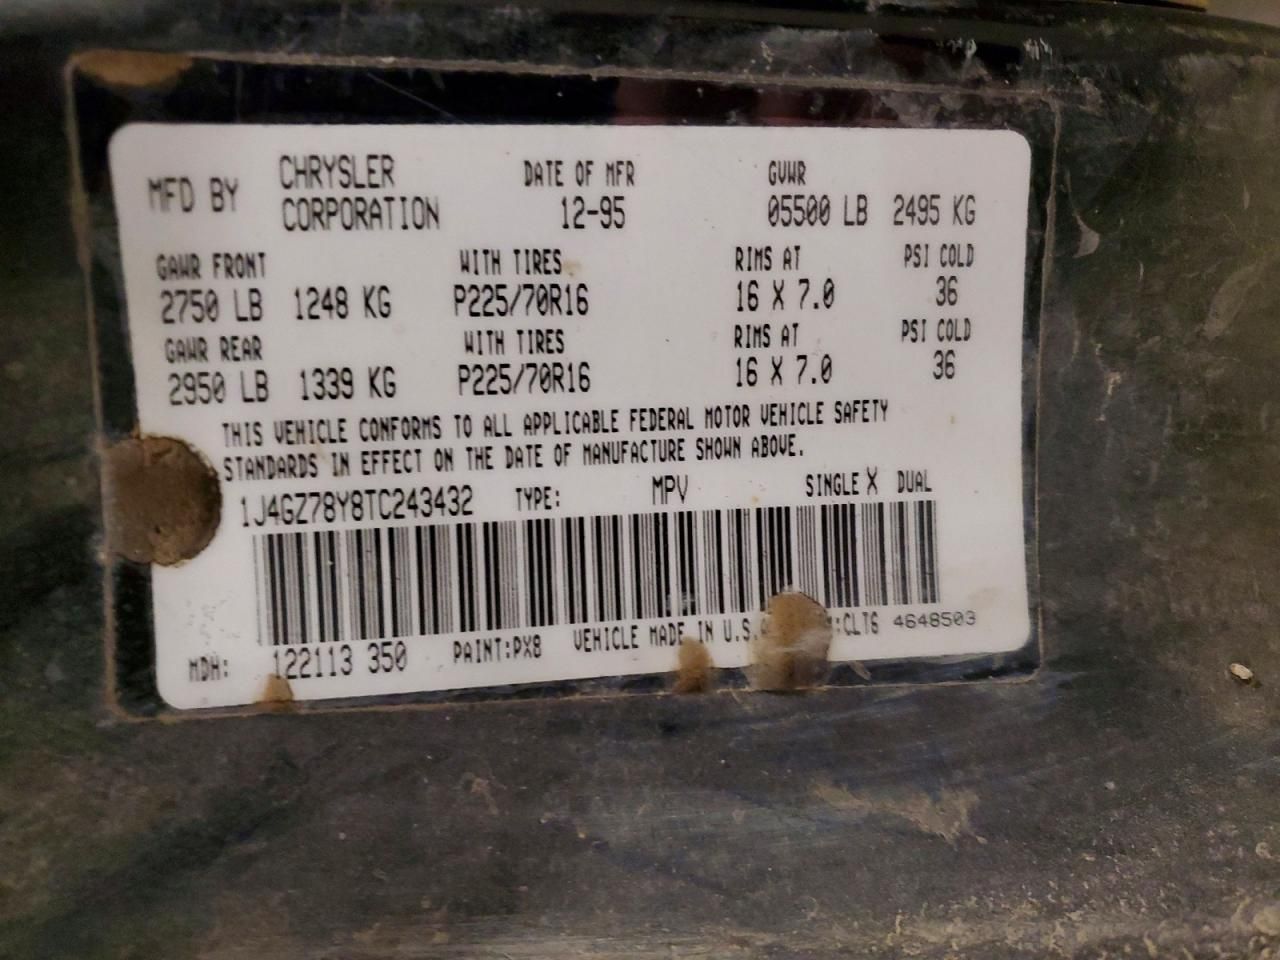 MFD BY CHRYSLER CORPORATION DATE OF MFR 12-95 GVWR 05500 LB 2495 KG
GAWR FRONT WITH TIRES RIMS AT PSI COLD
2750 LB 1248 KG P225/70R16 16 X 7.0 36
GAWR REAR WITH TIRES RIMS AT PSI COLD
2950 LB 1339 KG P225/70R16 16 X 7.0 36
THIS VEHICLE CONFORMS TO ALL APPLICABLE FEDERAL MOTOR VEHICLE SAFETY
STANDARDS IN EFFECT ON THE DATE OF MANUFACTURE SHOWN ABOVE.
1J4GZ78Y8TC243432 TYPE: MPV SINGLE X DUAL
MDH: 122113 350 PAINT:PX8 VEHICLE MADE IN U.S. :CLT6 4648503